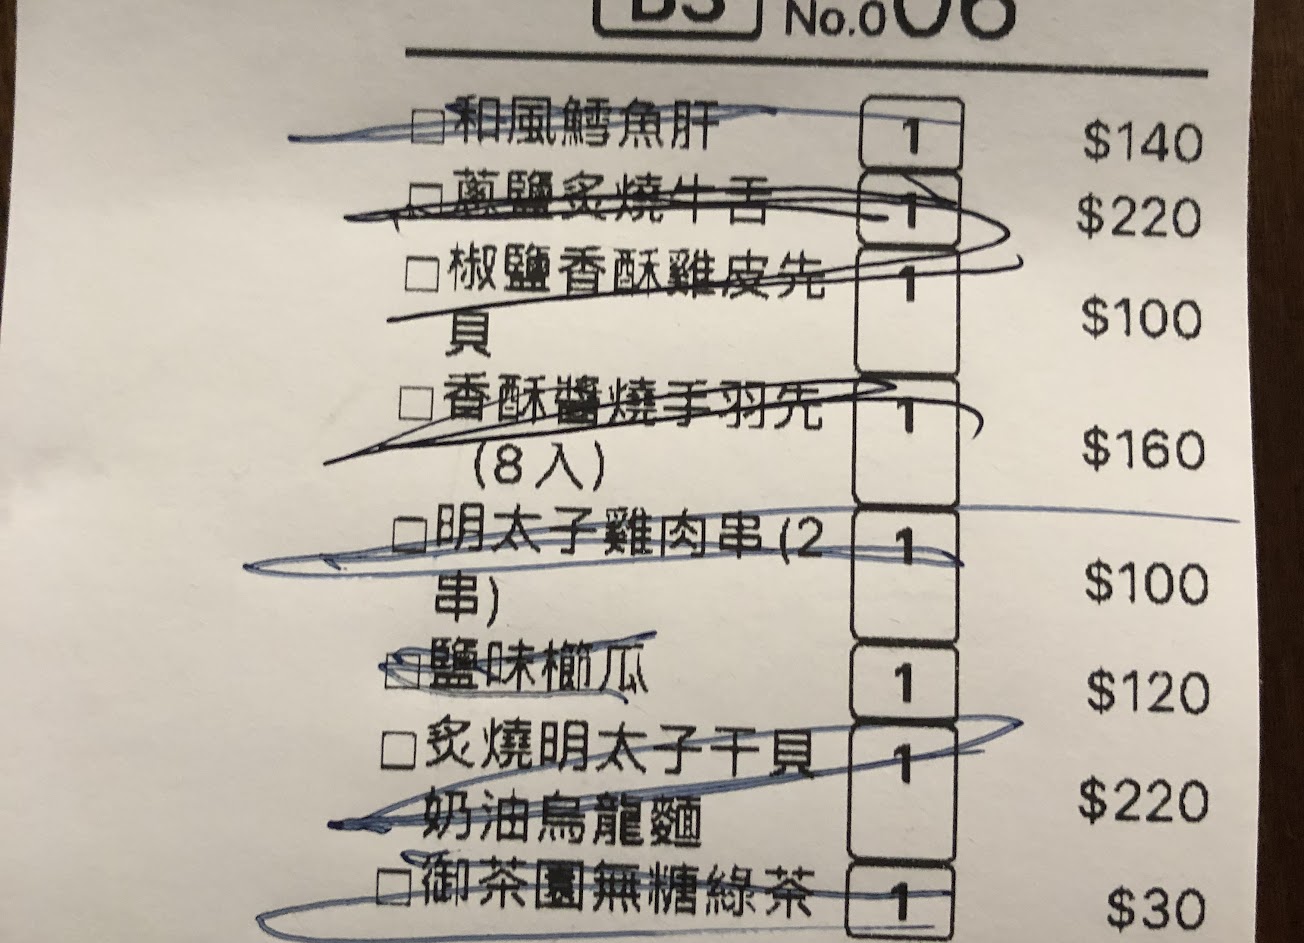 B3 No.006
□和風鱈魚肝 1 $140
□蔥鹽炙燒牛舌 1 $220
□椒鹽香酥雞皮先 1 $100
貝
□香酥醬燒手羽先 1 $160
(8入)
□明太子雞肉串(2 1 $100
串)
□鹽味櫛瓜 1 $120
□炙燒明太子干貝 1 $220
奶油烏龍麵
□御茶園無糖綠茶 1 $30